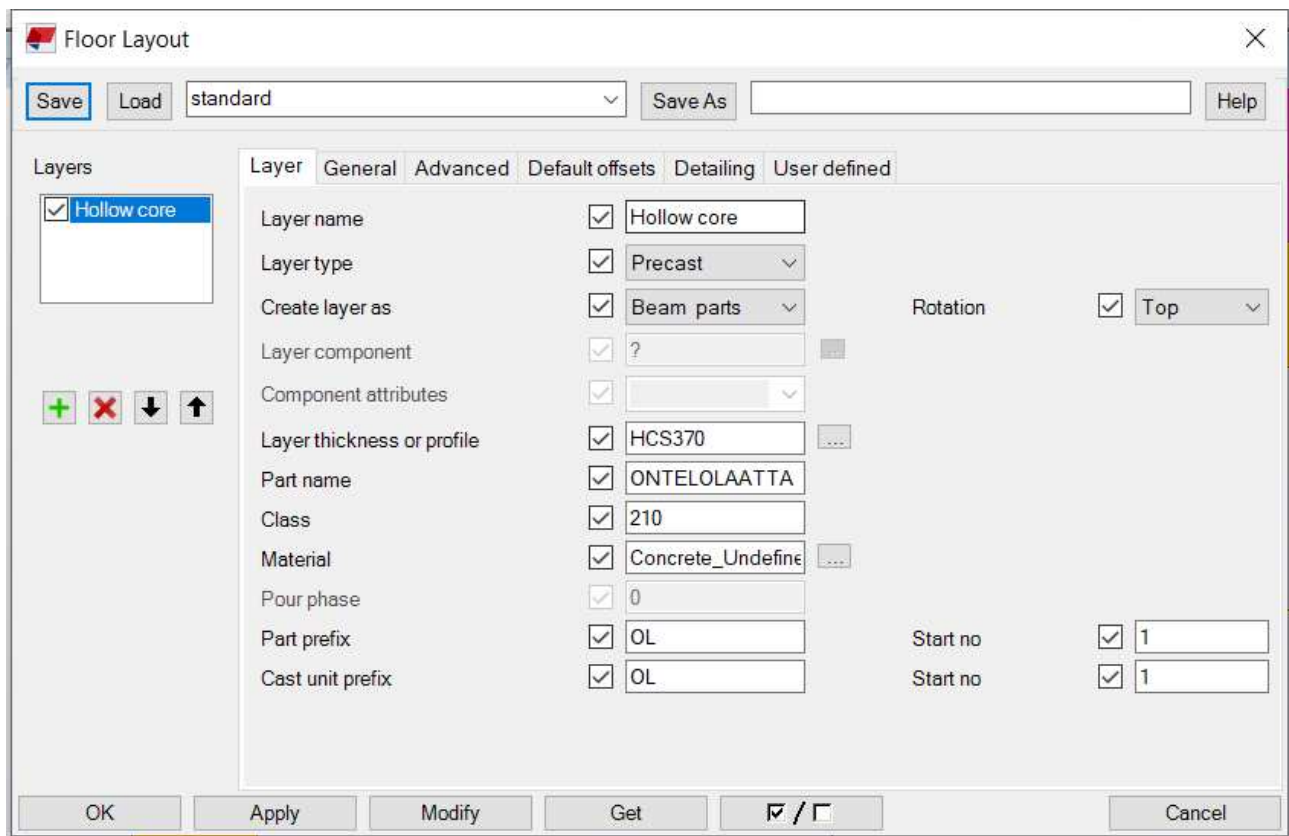 Floor Layout
Save Load standard Save As Help
Layers
Hollow core
Layer General Advanced Default offsets Detailing User defined
Layer name Hollow core
Layer type Precast
Create layer as Beam parts Rotation Top
Layer component ? ...
Component attributes
Layer thickness or profile HCS370 ...
Part name ONTELOLAATTA
Class 210
Material Concrete_Undefine ...
Pour phase 0
Part prefix OL Start no 1
Cast unit prefix OL Start no 1
OK Apply Modify Get / Cancel